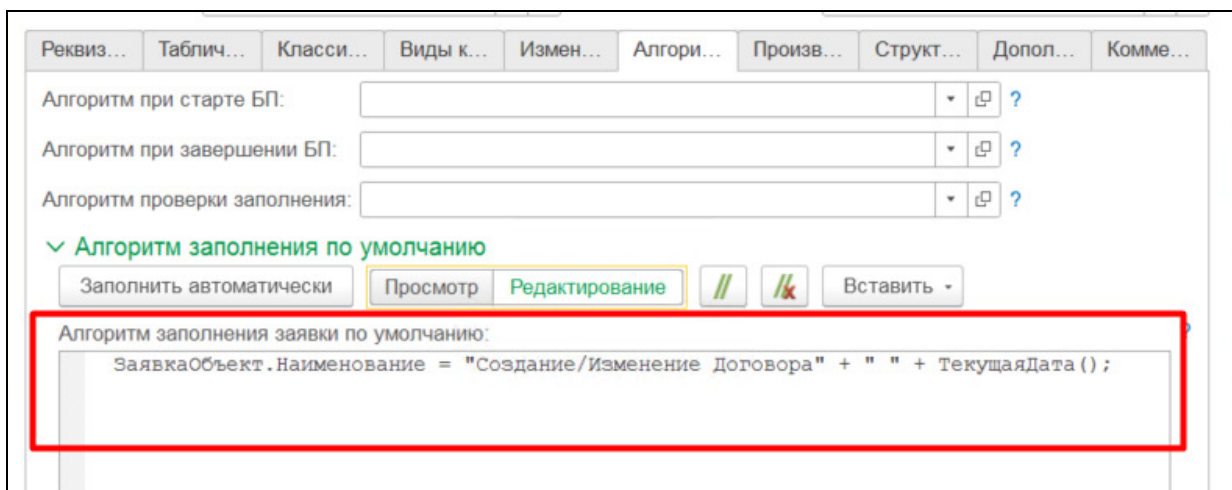 Реквиз... Таблич... Класси... Виды к... Измен... Алгори... Произв... Структ... Допол... Комме...
Алгоритм при старте БП: ?
Алгоритм при завершении БП: ?
Алгоритм проверки заполнения: ?
Алгоритм заполнения по умолчанию
Заполнить автоматически Просмотр Редактирование Вставить
Алгоритм заполнения заявки по умолчанию: ?
ЗаявкаОбъект.Наименование = "Создание/Изменение Договора" + " " + ТекущаяДата();